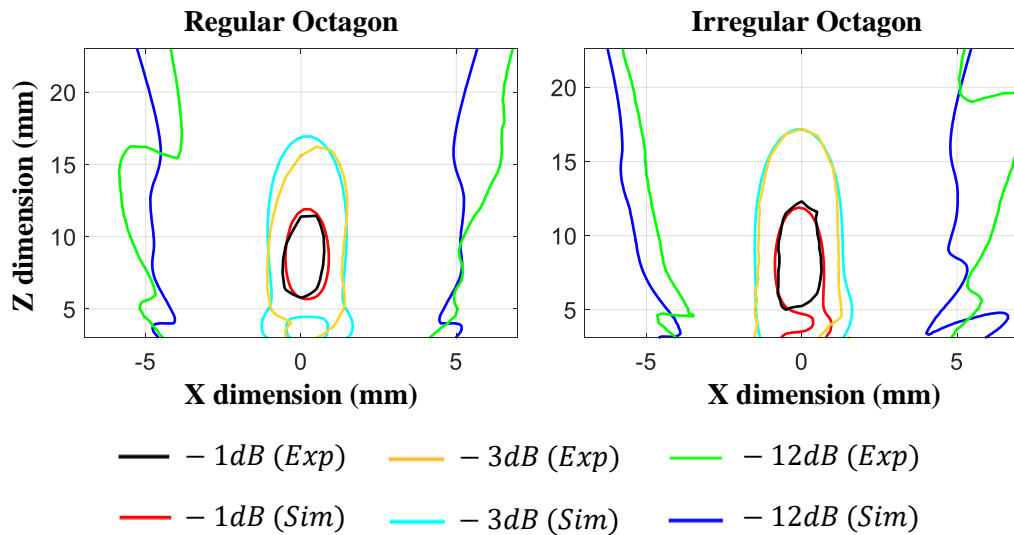 Regular Octagon
Irregular Octagon
Z dimension (mm)
20
15
10
5
-5
0
5
X dimension (mm)
20
15
10
5
-5
0
5
X dimension (mm)
− 1dB (Exp)
− 3dB (Exp)
− 12dB (Exp)
− 1dB (Sim)
− 3dB (Sim)
− 12dB (Sim)